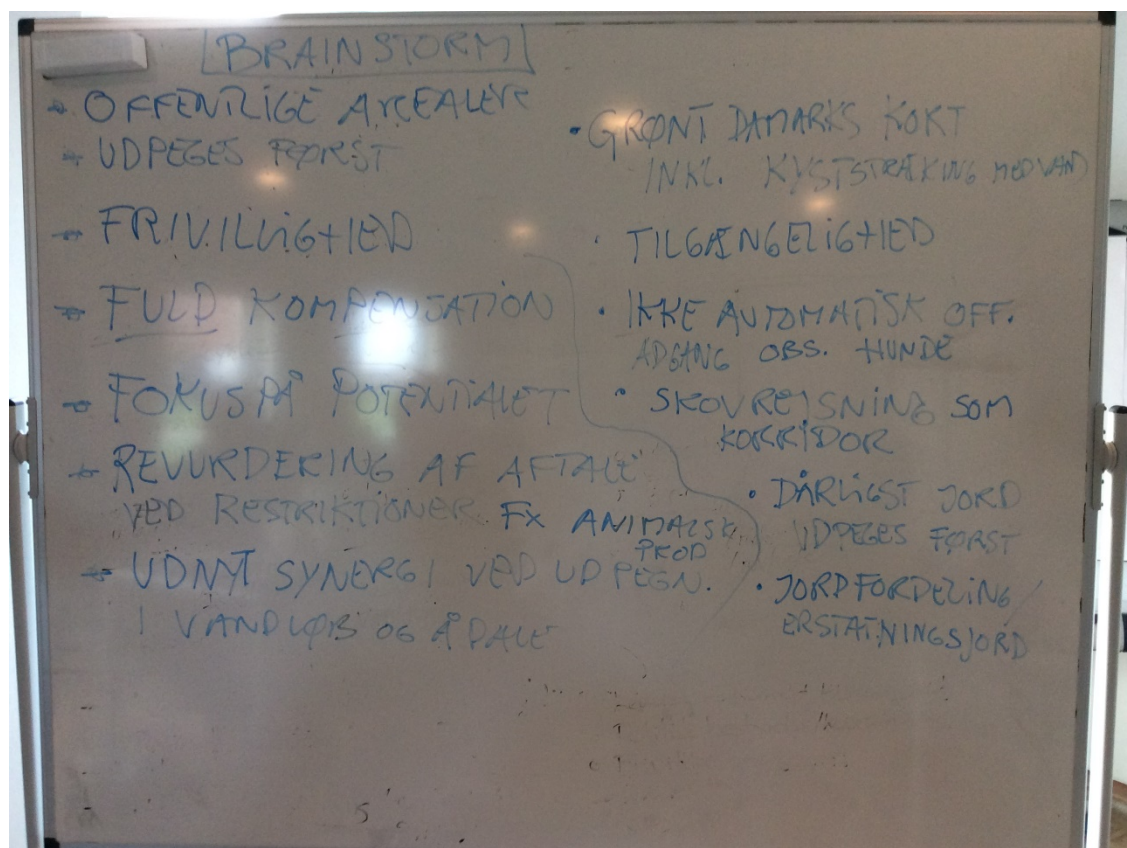 BRAINSTORM
OFFENTLIGE AREALER
UDPEGES FØRST
FRIVILLIGHED
FULD KOMPENSATION
FOKUS PÅ POTENTIALET
REVURDERING AF AFTALE
VED RESTRIKTIONER FX ANIMALSK
PROD
UDNYT SYNERGI VED UDPEGN.
I VANDLØB OG ÅDALE
• GRØNT DAMARKS KORT
INKL. KYSTSTRÆKING MED VAND
• TILGÆNGELIGHED
• IKKE AUTOMATISK OFF.
ADGANG OBS. HUNDE
• SKOVREJSNING SOM
KORRIDOR
• DÅRLIGST JORD
UDPEGES FØRST
• JORDFORDELING/
ERSTATNINGSJORD